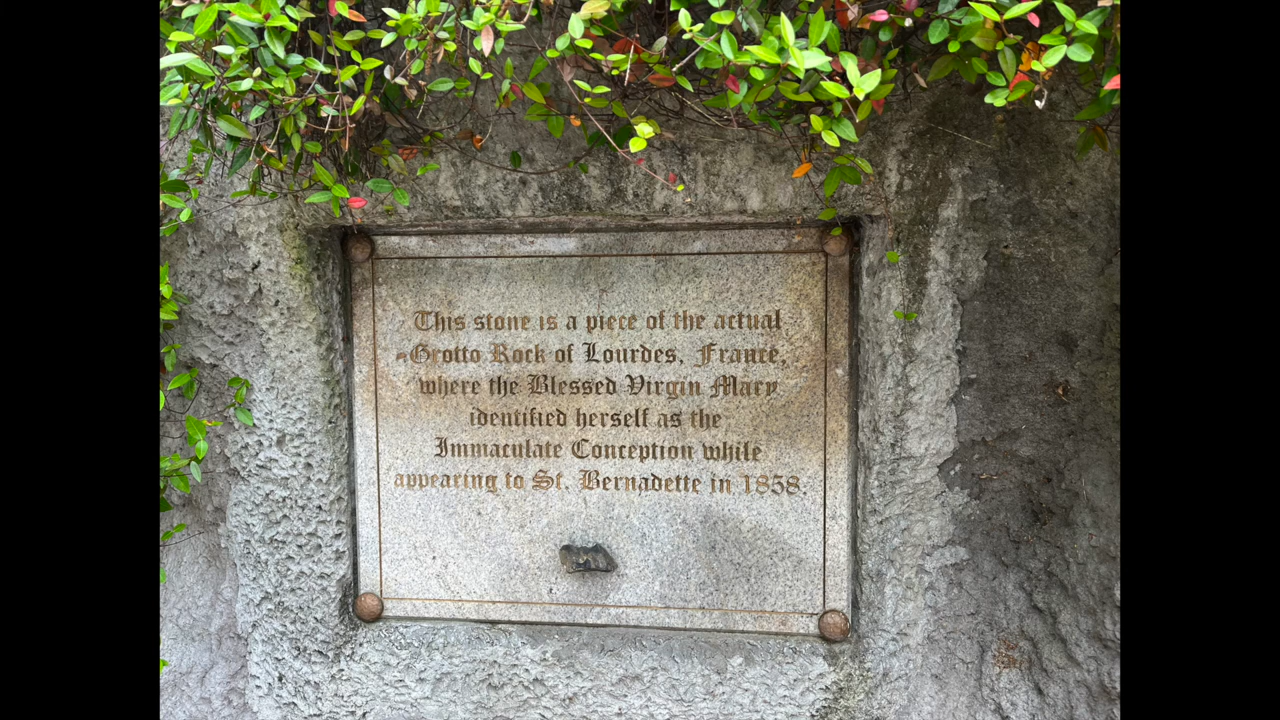 This stone is a piece of the actual
Grotto Rock of Lourdes, France,
where the Blessed Virgin Mary
identified herself as the
Immaculate Conception while
appearing to St. Bernadette in 1858.